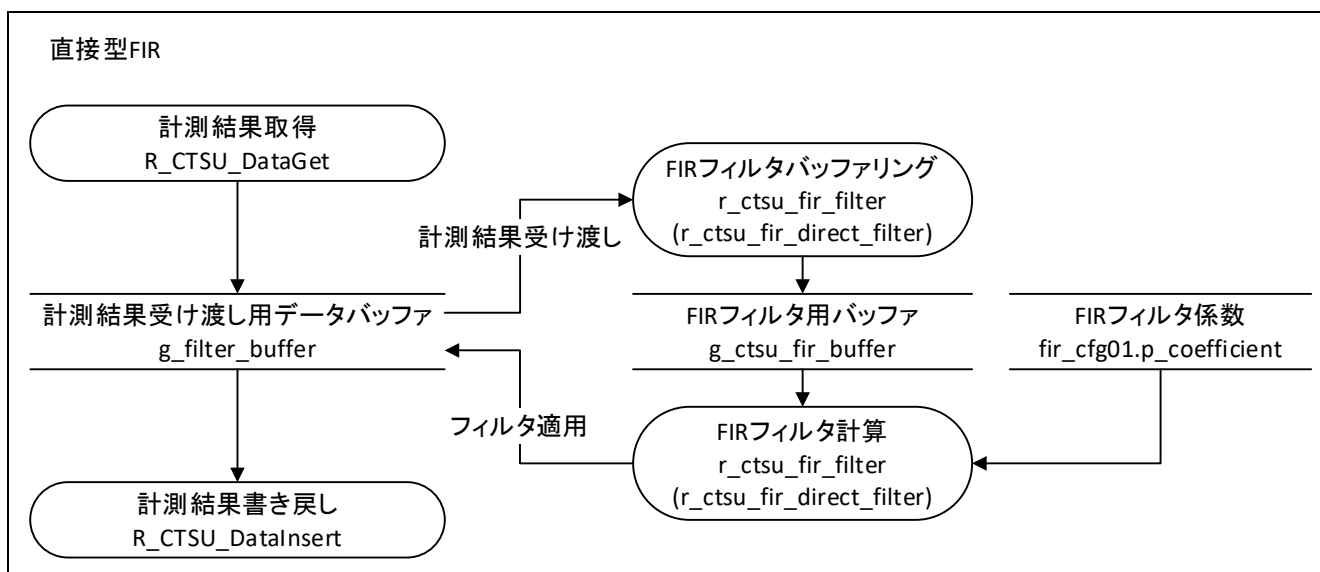 直接型FIR
計測結果取得
R_CTSU_DataGet
FIRフィルタバッファリング
r_ctsu_fir_filter
(r_ctsu_fir_direct_filter)
計測結果受け渡し
計測結果受け渡し用データバッファ
g_filter_buffer
FIRフィルタ用バッファ
g_ctsu_fir_buffer
FIRフィルタ係数
fir_cfg01.p_coefficient
フィルタ適用
FIRフィルタ計算
r_ctsu_fir_filter
(r_ctsu_fir_direct_filter)
計測結果書き戻し
R_CTSU_DataInsert